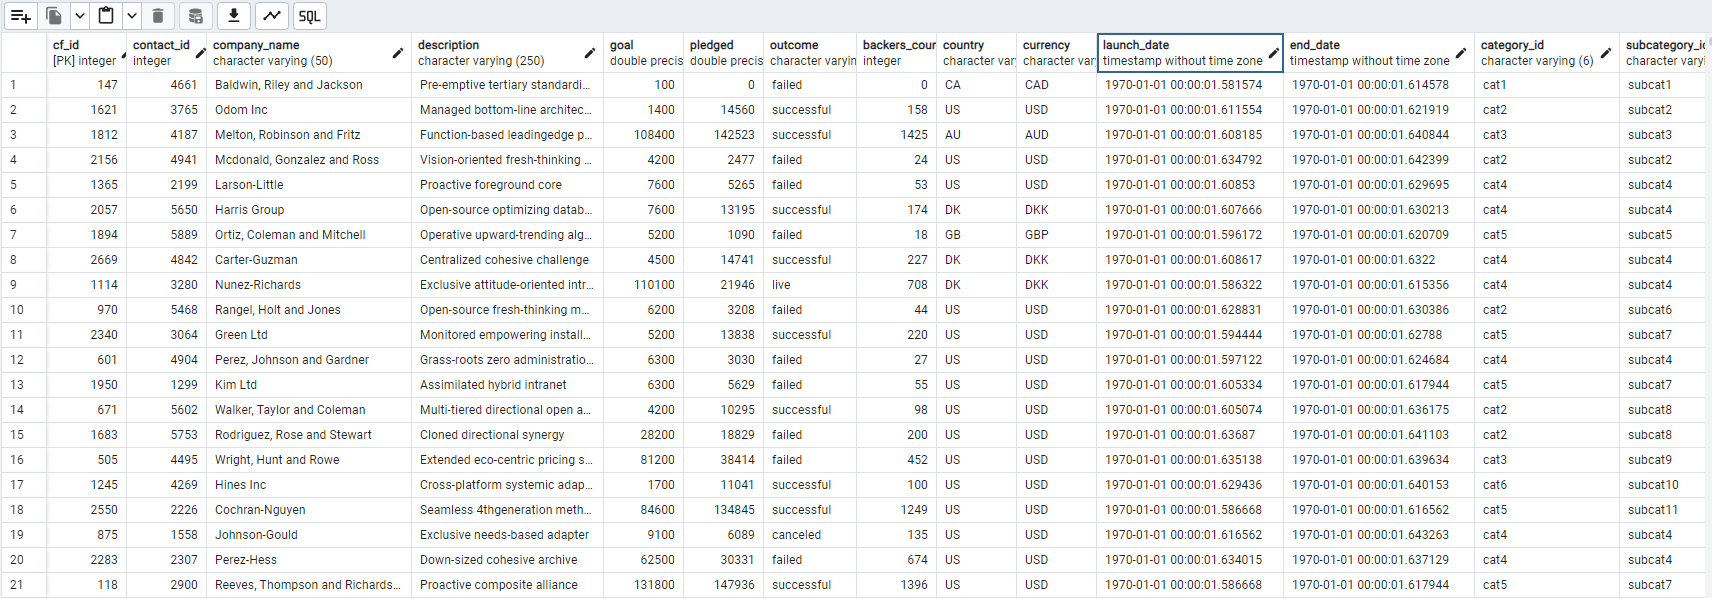 SQL
cf_id contact_id company_name description goal pledged outcome backers_cour country currency launch_date end_date category_id subcategory_ic
[PK] integer integer character varying (50) character varying (250) double precis double precis character varyin integer character var character var timestamp without time zone timestamp without time zone character varying (6) character varyi
1 147 4661 Baldwin, Riley and Jackson Pre-emptive tertiary standardi... 100 0 failed 0 CA CAD 1970-01-01 00:00:01.581574 1970-01-01 00:00:01.614578 cat1 subcat1
2 1621 3765 Odom Inc Managed bottom-line architec... 1400 14560 successful 158 US USD 1970-01-01 00:00:01.611554 1970-01-01 00:00:01.621919 cat2 subcat2
3 1812 4187 Melton, Robinson and Fritz Function-based leadingedge p... 108400 142523 successful 1425 AU AUD 1970-01-01 00:00:01.608185 1970-01-01 00:00:01.640844 cat3 subcat3
4 2156 4941 Mcdonald, Gonzalez and Ross Vision-oriented fresh-thinking ... 4200 2477 failed 24 US USD 1970-01-01 00:00:01.634792 1970-01-01 00:00:01.642399 cat2 subcat2
5 1365 2199 Larson-Little Proactive foreground core 7600 5265 failed 53 US USD 1970-01-01 00:00:01.60853 1970-01-01 00:00:01.629695 cat4 subcat4
6 2057 5650 Harris Group Open-source optimizing datab... 7600 13195 successful 174 DK DKK 1970-01-01 00:00:01.607666 1970-01-01 00:00:01.630213 cat4 subcat4
7 1894 5889 Ortiz, Coleman and Mitchell Operative upward-trending alg... 5200 1090 failed 18 GB GBP 1970-01-01 00:00:01.596172 1970-01-01 00:00:01.620709 cat5 subcat5
8 2669 4842 Carter-Guzman Centralized cohesive challenge 4500 14741 successful 227 DK DKK 1970-01-01 00:00:01.608617 1970-01-01 00:00:01.6322 cat4 subcat4
9 1114 3280 Nunez-Richards Exclusive attitude-oriented intr... 110100 21946 live 708 DK DKK 1970-01-01 00:00:01.586322 1970-01-01 00:00:01.615356 cat4 subcat4
10 970 5468 Rangel, Holt and Jones Open-source fresh-thinking m... 6200 3208 failed 44 US USD 1970-01-01 00:00:01.628831 1970-01-01 00:00:01.630386 cat2 subcat6
11 2340 3064 Green Ltd Monitored empowering install... 5200 13838 successful 220 US USD 1970-01-01 00:00:01.594444 1970-01-01 00:00:01.62788 cat4 subcat7
12 601 4904 Perez, Johnson and Gardner Grass-roots zero administratio... 6300 3030 failed 27 US USD 1970-01-01 00:00:01.597122 1970-01-01 00:00:01.624684 cat4 subcat4
13 1950 1299 Kim Ltd Assimilated hybrid intranet 6300 5629 failed 55 US USD 1970-01-01 00:00:01.605334 1970-01-01 00:00:01.617944 cat5 subcat7
14 671 5602 Walker, Taylor and Coleman Multi-tiered directional open a... 4200 10295 successful 98 US USD 1970-01-01 00:00:01.605074 1970-01-01 00:00:01.636175 cat2 subcat8
15 1683 5753 Rodriguez, Rose and Stewart Cloned directional synergy 28200 18829 failed 200 US USD 1970-01-01 00:00:01.63687 1970-01-01 00:00:01.641103 cat2 subcat8
16 505 4495 Wright, Hunt and Rowe Extended eco-centric pricing s... 81200 38414 failed 452 US USD 1970-01-01 00:00:01.635138 1970-01-01 00:00:01.639634 cat3 subcat9
17 1245 4269 Hines Inc Cross-platform systemic adap... 1700 11041 successful 100 US USD 1970-01-01 00:00:01.629436 1970-01-01 00:00:01.640153 cat6 subcat10
18 2550 2226 Cochran-Nguyen Seamless 4thgeneration meth... 84600 134845 successful 1249 US USD 1970-01-01 00:00:01.586668 1970-01-01 00:00:01.616562 cat5 subcat11
19 875 1558 Johnson-Gould Exclusive needs-based adapter 9100 6089 canceled 135 US USD 1970-01-01 00:00:01.616562 1970-01-01 00:00:01.643263 cat4 subcat4
20 2283 2307 Perez-Hess Down-sized cohesive archive 62500 30331 failed 674 US USD 1970-01-01 00:00:01.634015 1970-01-01 00:00:01.637129 cat4 subcat4
21 118 2900 Reeves, Thompson and Richards... Proactive composite alliance 131800 147936 successful 1396 US USD 1970-01-01 00:00:01.586668 1970-01-01 00:00:01.617944 cat5 subcat7